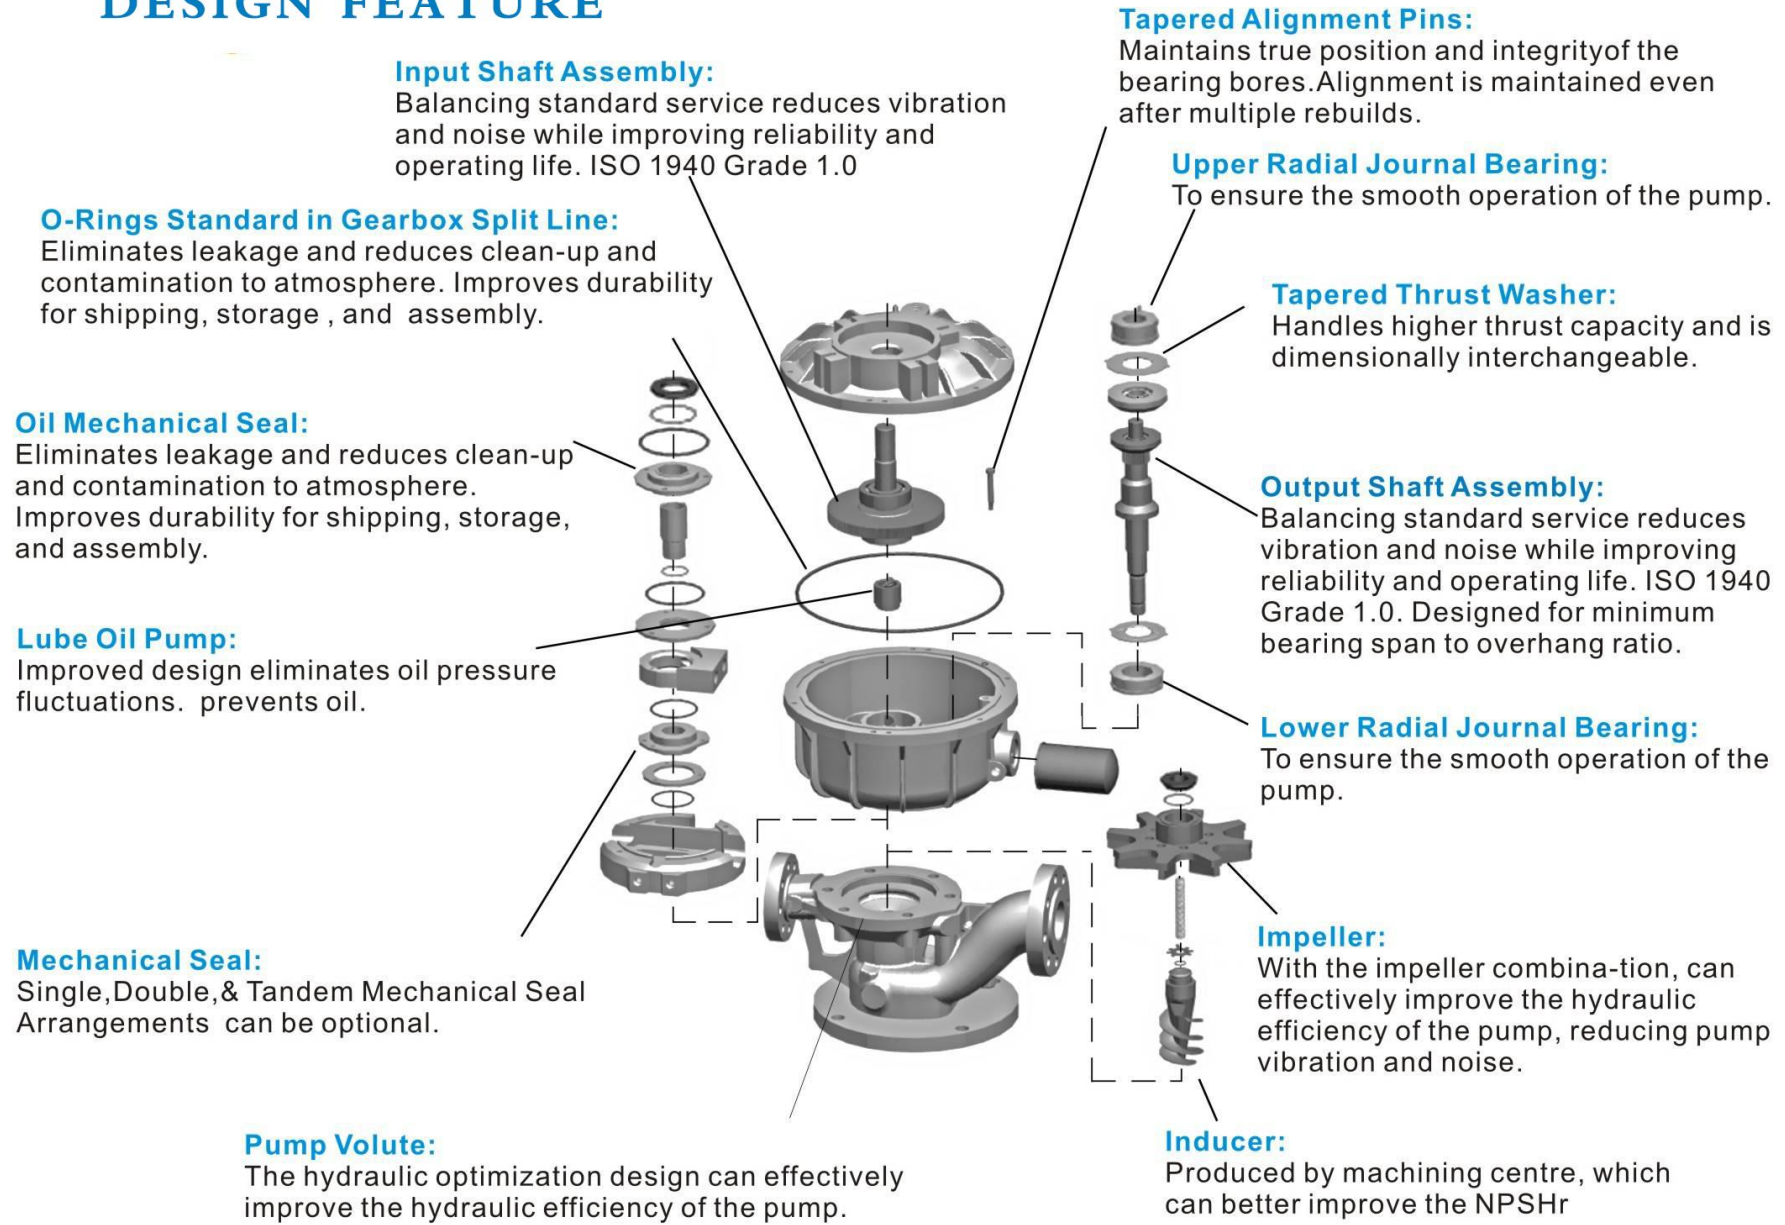 DESIGN FEATURE
Input Shaft Assembly:
Balancing standard service reduces vibration
and noise while improving reliability and
operating life. ISO 1940 Grade 1.0
O-Rings Standard in Gearbox Split Line:
Eliminates leakage and reduces clean-up and
contamination to atmosphere. Improves durability
for shipping, storage , and assembly.
Oil Mechanical Seal:
Eliminates leakage and reduces clean-up
and contamination to atmosphere.
Improves durability for shipping, storage,
and assembly.
Lube Oil Pump:
Improved design eliminates oil pressure
fluctuations. prevents oil.
Mechanical Seal:
Single,Double,& Tandem Mechanical Seal
Arrangements can be optional.
Pump Volute:
The hydraulic optimization design can effectively
improve the hydraulic efficiency of the pump.
Tapered Alignment Pins:
Maintains true position and integrityof the
bearing bores.Alignment is maintained even
after multiple rebuilds.
Upper Radial Journal Bearing:
To ensure the smooth operation of the pump.
Tapered Thrust Washer:
Handles higher thrust capacity and is
dimensionally interchangeable.
Output Shaft Assembly:
Balancing standard service reduces
vibration and noise while improving
reliability and operating life. ISO 1940
Grade 1.0. Designed for minimum
bearing span to overhang ratio.
Lower Radial Journal Bearing:
To ensure the smooth operation of the
pump.
Impeller:
With the impeller combina-tion, can
effectively improve the hydraulic
efficiency of the pump, reducing pump
vibration and noise.
Inducer:
Produced by machining centre, which
can better improve the NPSHr